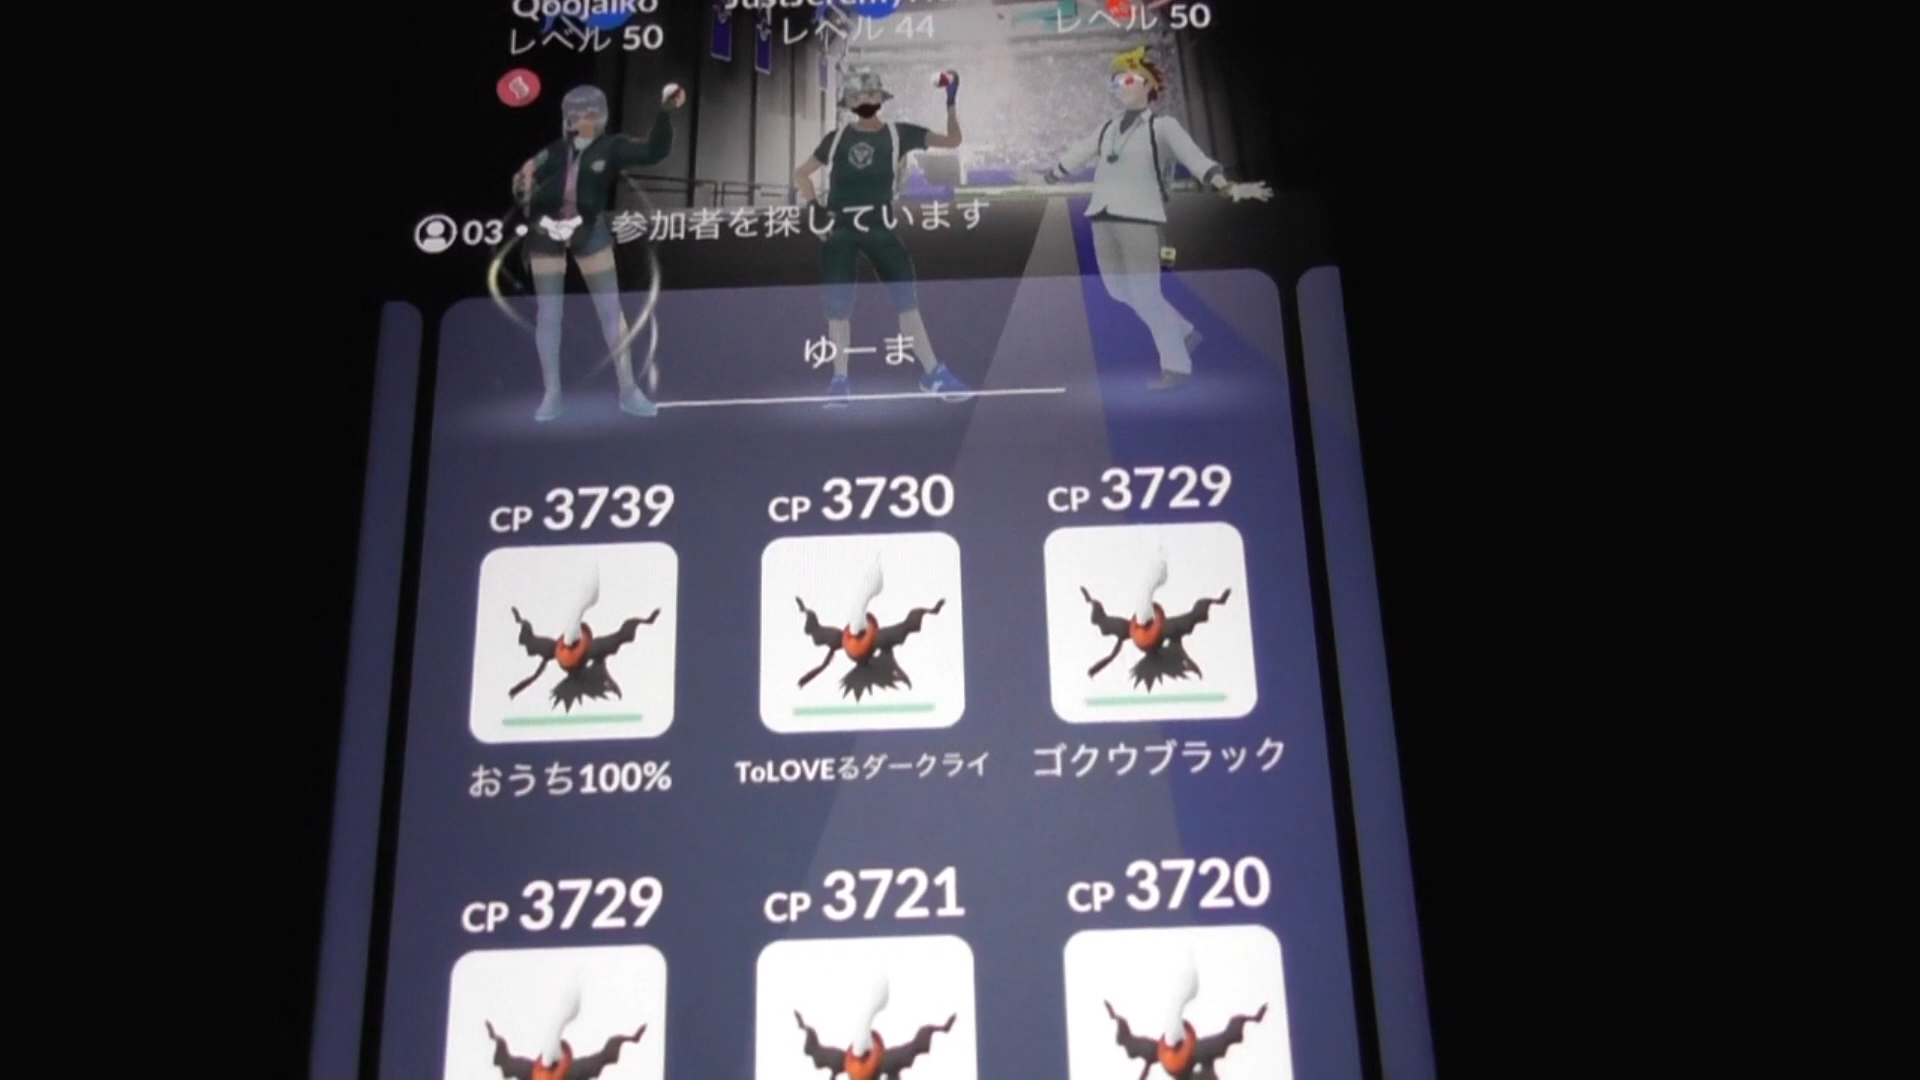 Qoojaiko
レベル 50
レベル 44
レベル 50
03・
参加者を探しています
ゆーま
CP 3739
CP 3730
CP 3729
おうち100%
ToLOVEるダークライ
ゴクウブラック
CP 3729
CP 3721
CP 3720